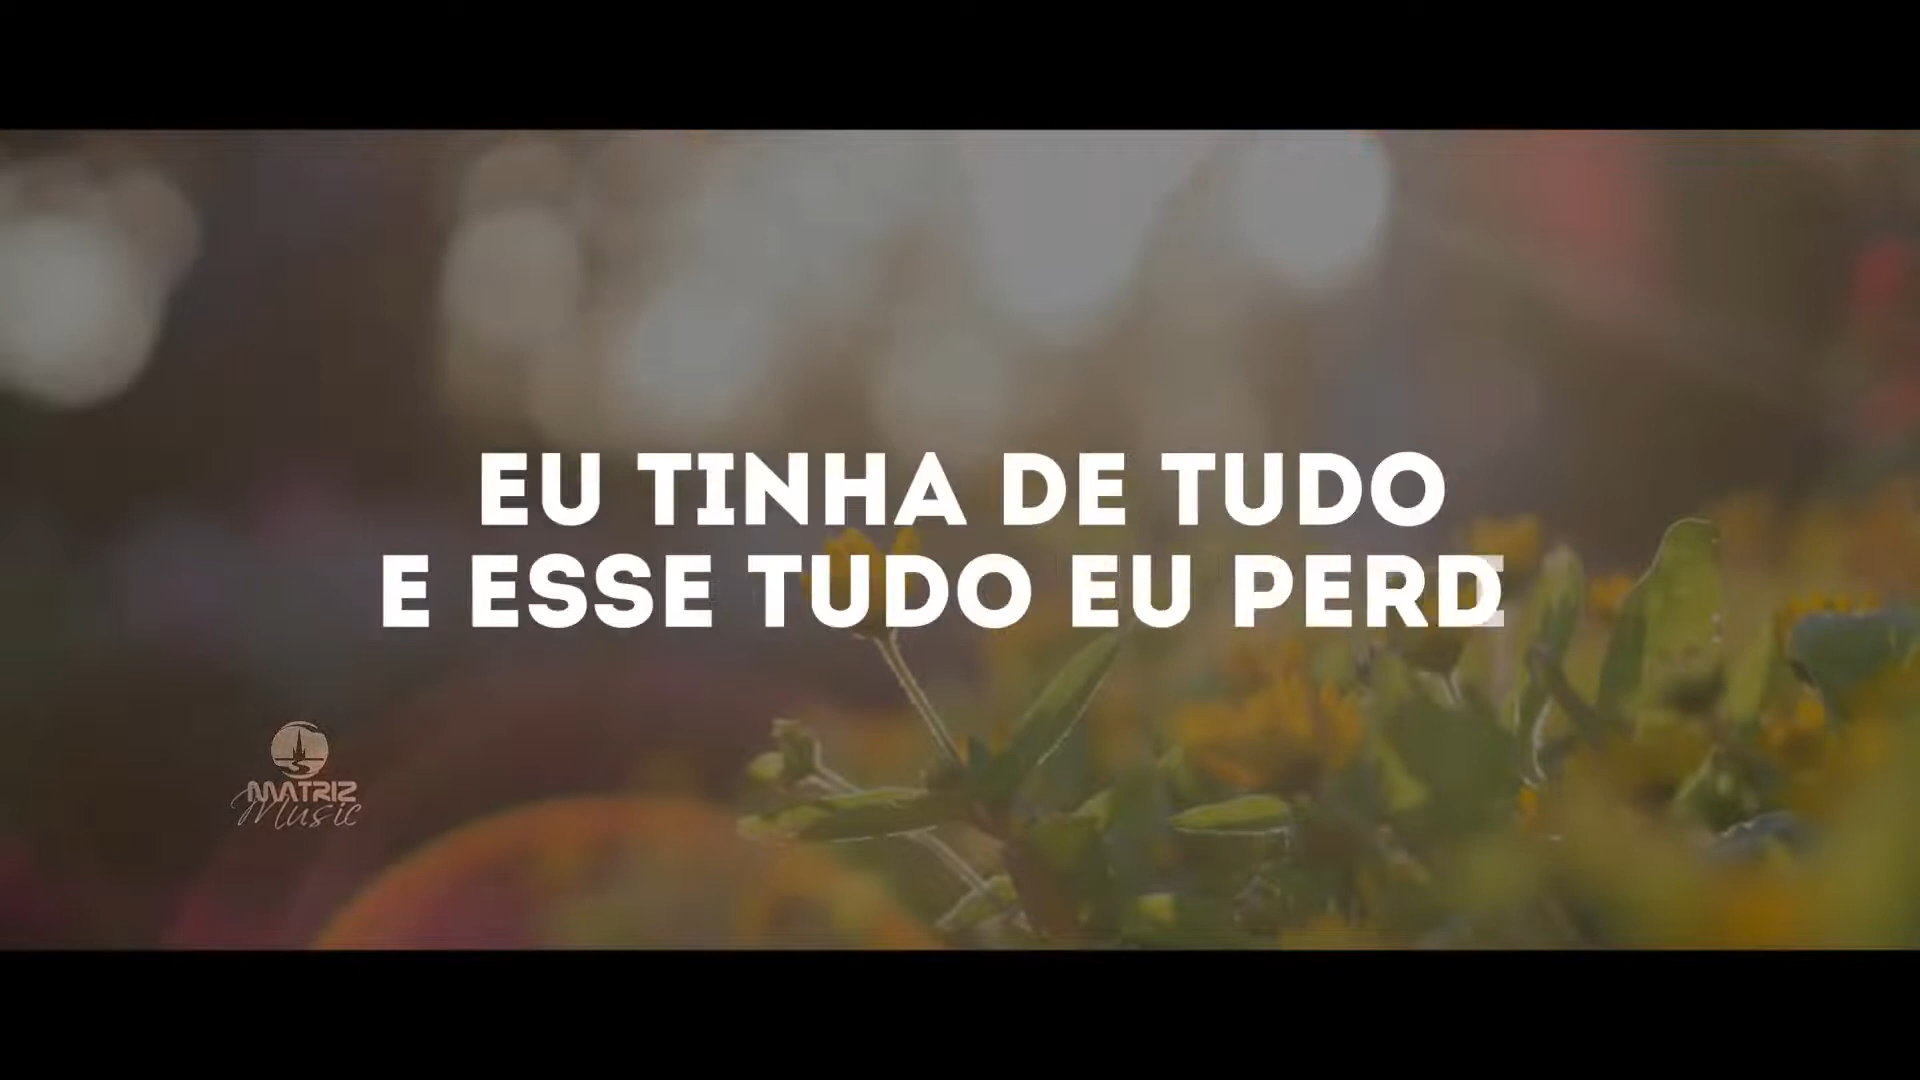 EU TINHA DE TUDO
E ESSE TUDO EU PERD
MATRIZ
Music